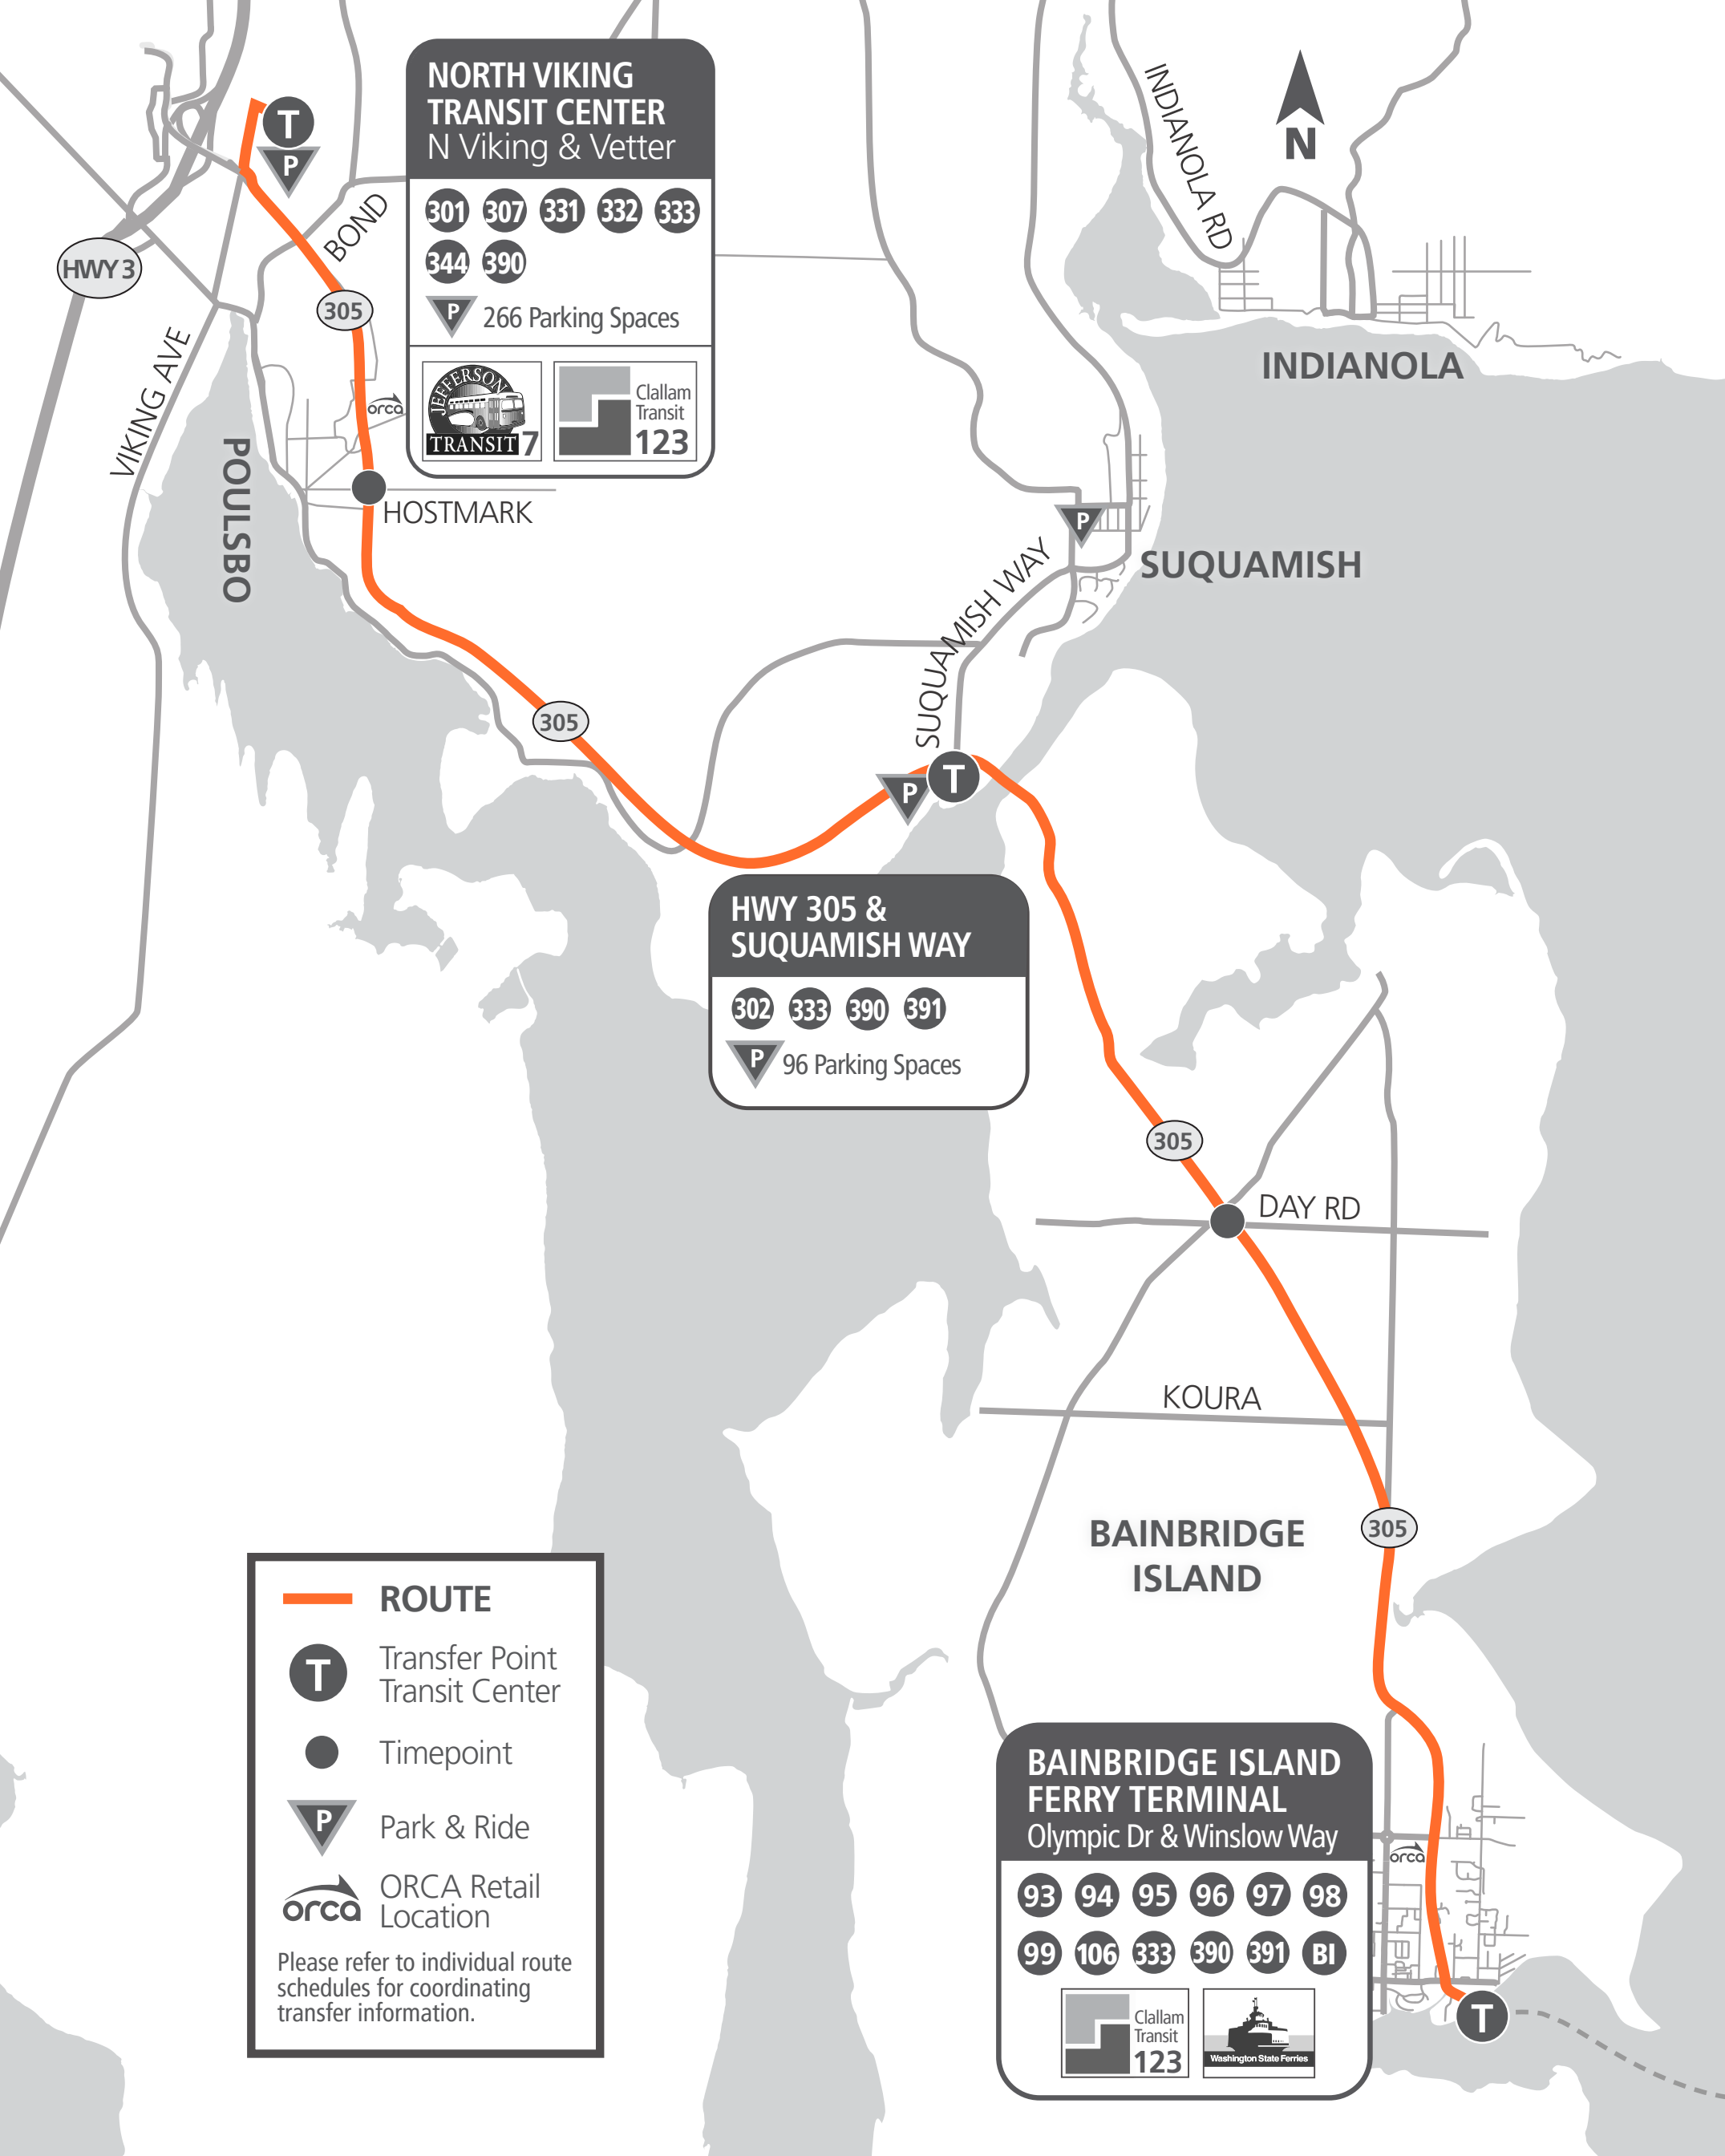 NORTH VIKING
TRANSIT CENTER
N Viking & Vetter
301 307 331 332 333
344 390
P 266 Parking Spaces
JEFFERSON
TRANSIT 7
Clallam
Transit
123
T
P
BOND
HWY 3
305
VIKING AVE
orca
POULSBO
HOSTMARK
INDIANOLA RD
N
INDIANOLA
P
SUQUAMISH
SUQUAMISH WAY
305
P
T
HWY 305 &
SUQUAMISH WAY
302 333 390 391
P 96 Parking Spaces
305
DAY RD
KOURA
BAINBRIDGE
ISLAND
305
ROUTE
T Transfer Point
Transit Center
Timepoint
P Park & Ride
orca ORCA Retail
Location
Please refer to individual route
schedules for coordinating
transfer information.
BAINBRIDGE ISLAND
FERRY TERMINAL
Olympic Dr & Winslow Way
93 94 95 96 97 98
99 106 333 390 391 BI
Clallam
Transit
123
Washington State Ferries
orca
T